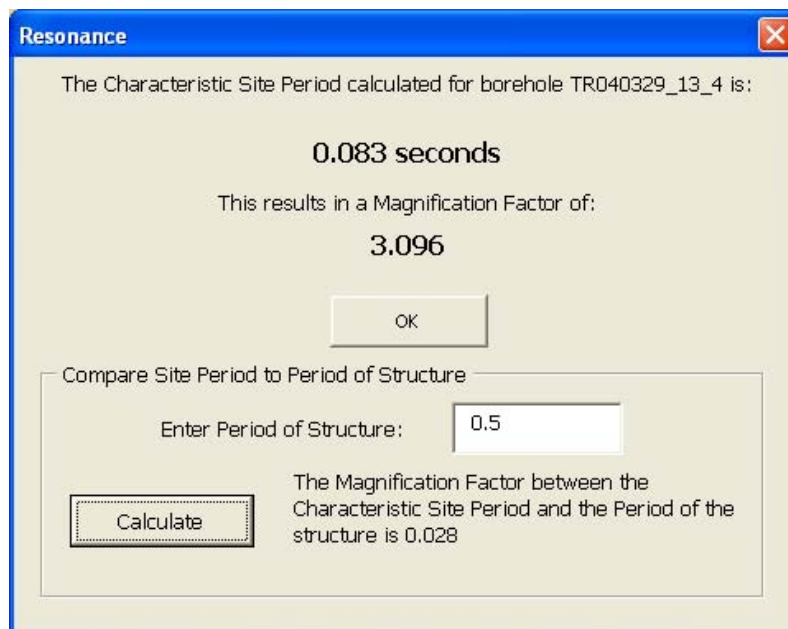 Resonance
The Characteristic Site Period calculated for borehole TR040329_13_4 is:
0.083 seconds
This results in a Magnification Factor of:
3.096
OK
Compare Site Period to Period of Structure
Enter Period of Structure:
0.5
Calculate
The Magnification Factor between the
Characteristic Site Period and the Period of the
structure is 0.028